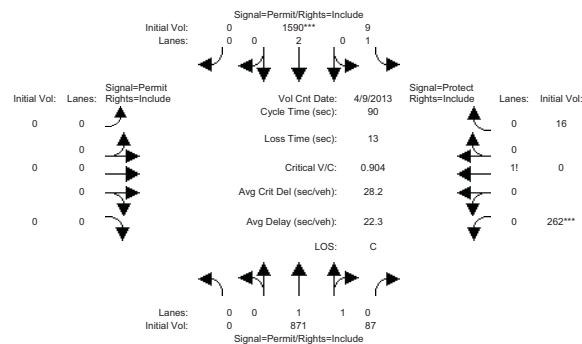 Signal=Permit/Rights=Include
Initial Vol: 0 1590*** 9
Lanes: 0 0 2 0 1
Signal=Permit
Initial Vol: Lanes: Rights=Include
Vol Cnt Date: 4/9/2013
Signal=Protect
Rights=Include Lanes: Initial Vol:
Cycle Time (sec): 90
0 0 0 16
Loss Time (sec): 13
0 0
0 0 Critical V/C: 0.904 1! 0
0 Avg Crit Del (sec/veh): 28.2 0
0 0 Avg Delay (sec/veh): 22.3 0 262***
LOS: C
Lanes: 0 0 1 1 0
Initial Vol: 0 871 87
Signal=Permit/Rights=Include